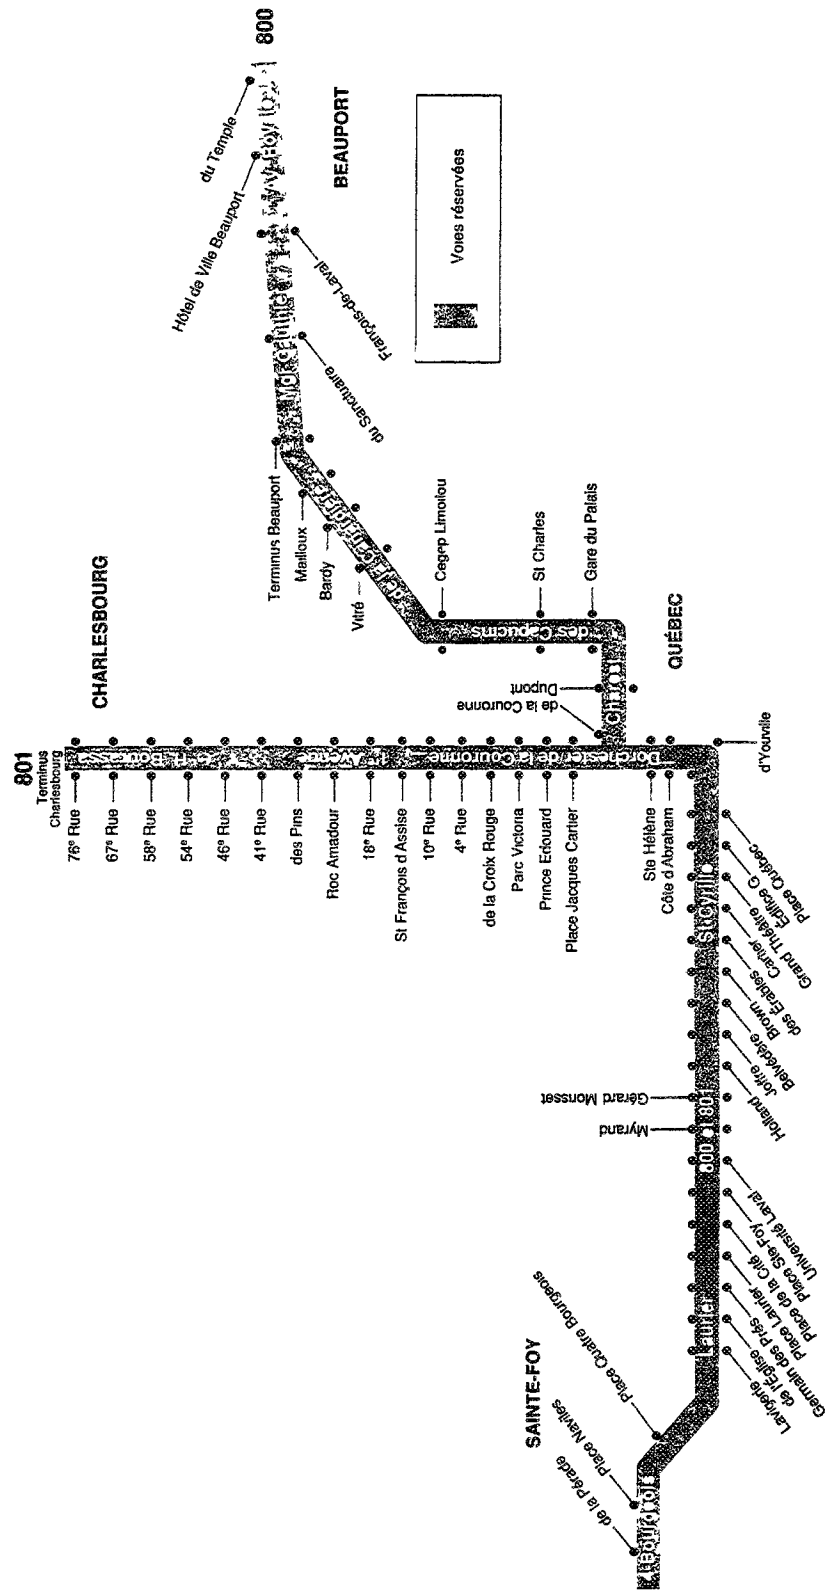 800
du Temple
Hôtel de Ville Beauport
BEAUPORT
Voies réservées
François-de-Laval
du Sanctuaire
Terminus Beauport
Mailloux
Bardy
Vitré
CHARLESBOURG
801
Terminus
Charlesbourg
76e Rue
67e Rue
58e Rue
54e Rue
46e Rue
41e Rue
des Pins
Roc Amadour
18e Rue
St François d'Assise
10e Rue
4e Rue
de la Croix Rouge
Parc Victoria
Prince Edouard
Place Jacques Cartier
Ste Hélène
Côte d'Abraham
1re Avenue
Dorchester de la Couronne
Cegep Limoilou
St Charles
Gare du Palais
des Capucins
Charest
Dupont
de la Couronne
QUÉBEC
d'Youville
Place Québec
Édifice G
Grand Théâtre
Cartier
des Érables
Brown
Belvédère
Joffre
Holland
St Cyrille
Gérard Morisset
Myrand
800 • 801
Université Laval
Place Ste-Foy
Place de la Cité
Place Laurier
Germain des Prés
de l'Église
Lavigerie
Laurier
SAINTE-FOY
Place Quatre Bourgeois
Place Naviles
de la Pérade
4 Bourgeois